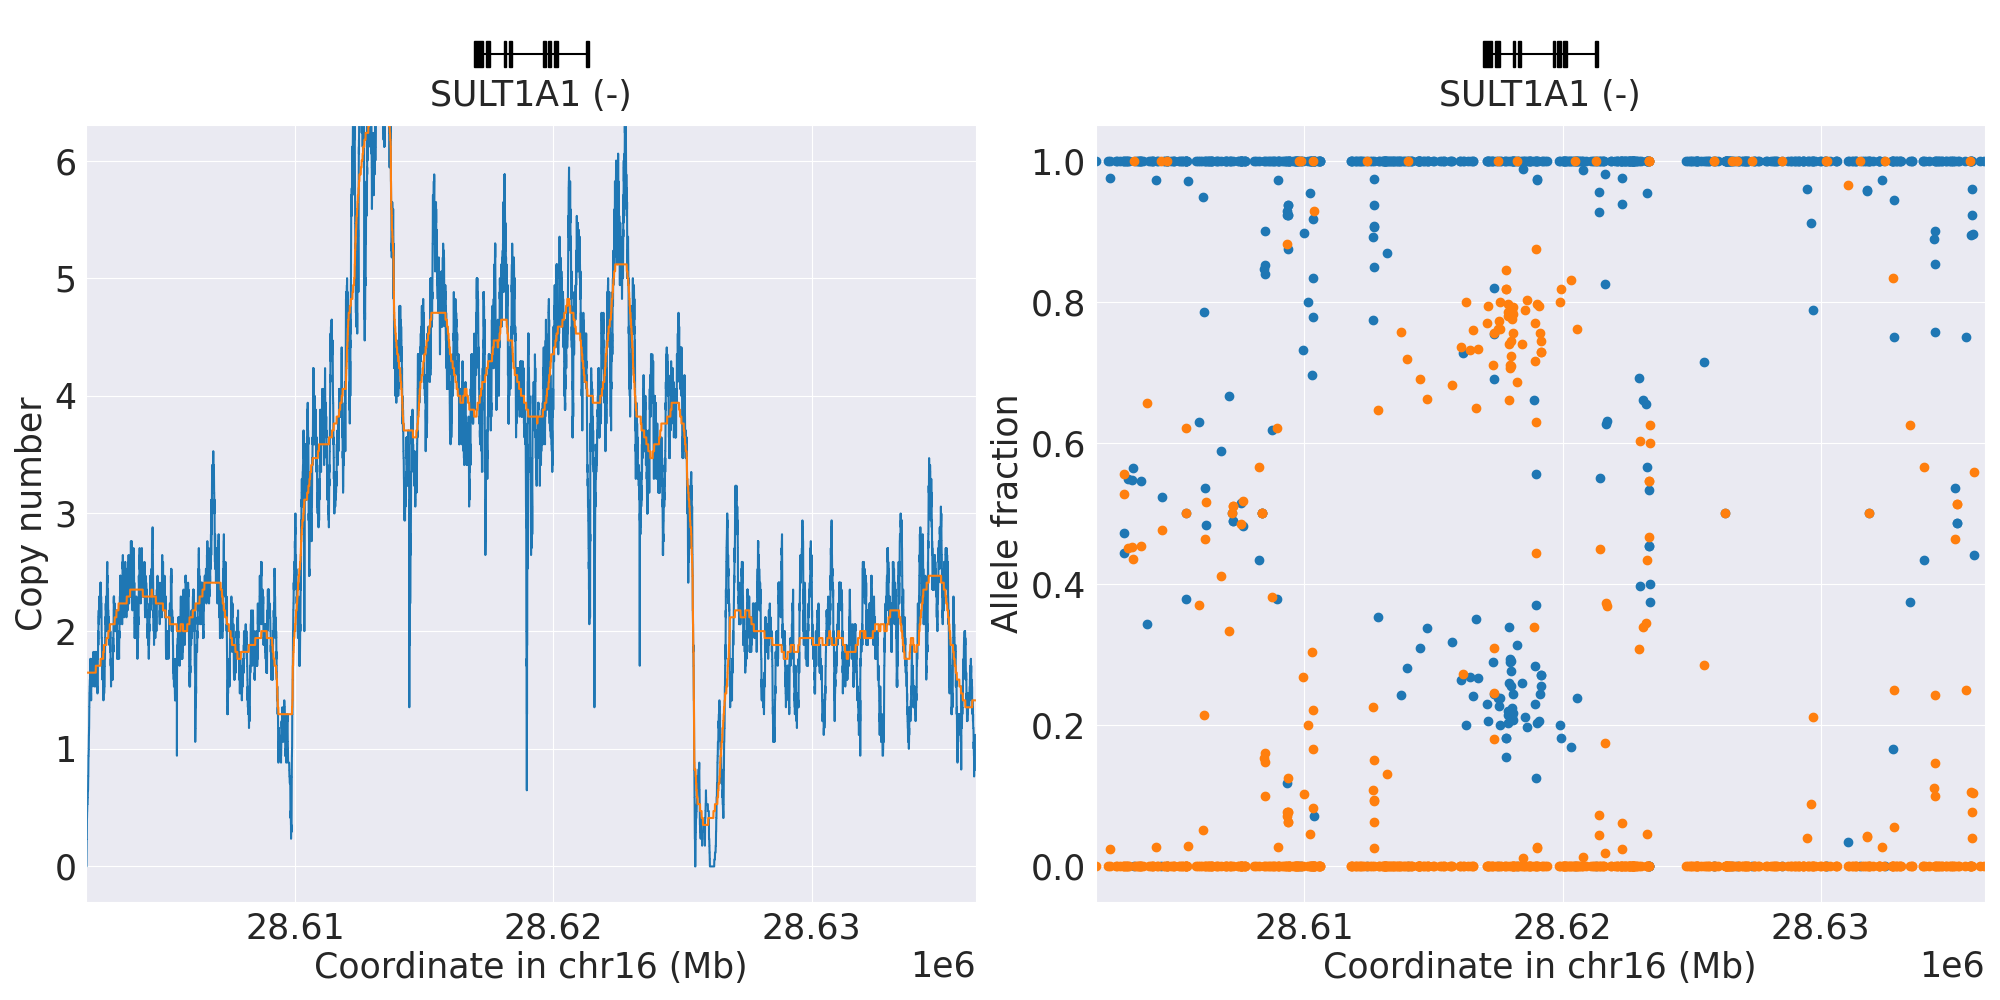 SULT1A1 (-)
SULT1A1 (-)
Copy number
6
5
4
3
2
1
0
28.61
28.62
28.63
Coordinate in chr16 (Mb)
1e6
Allele fraction
1.0
0.8
0.6
0.4
0.2
0.0
28.61
28.62
28.63
Coordinate in chr16 (Mb)
1e6